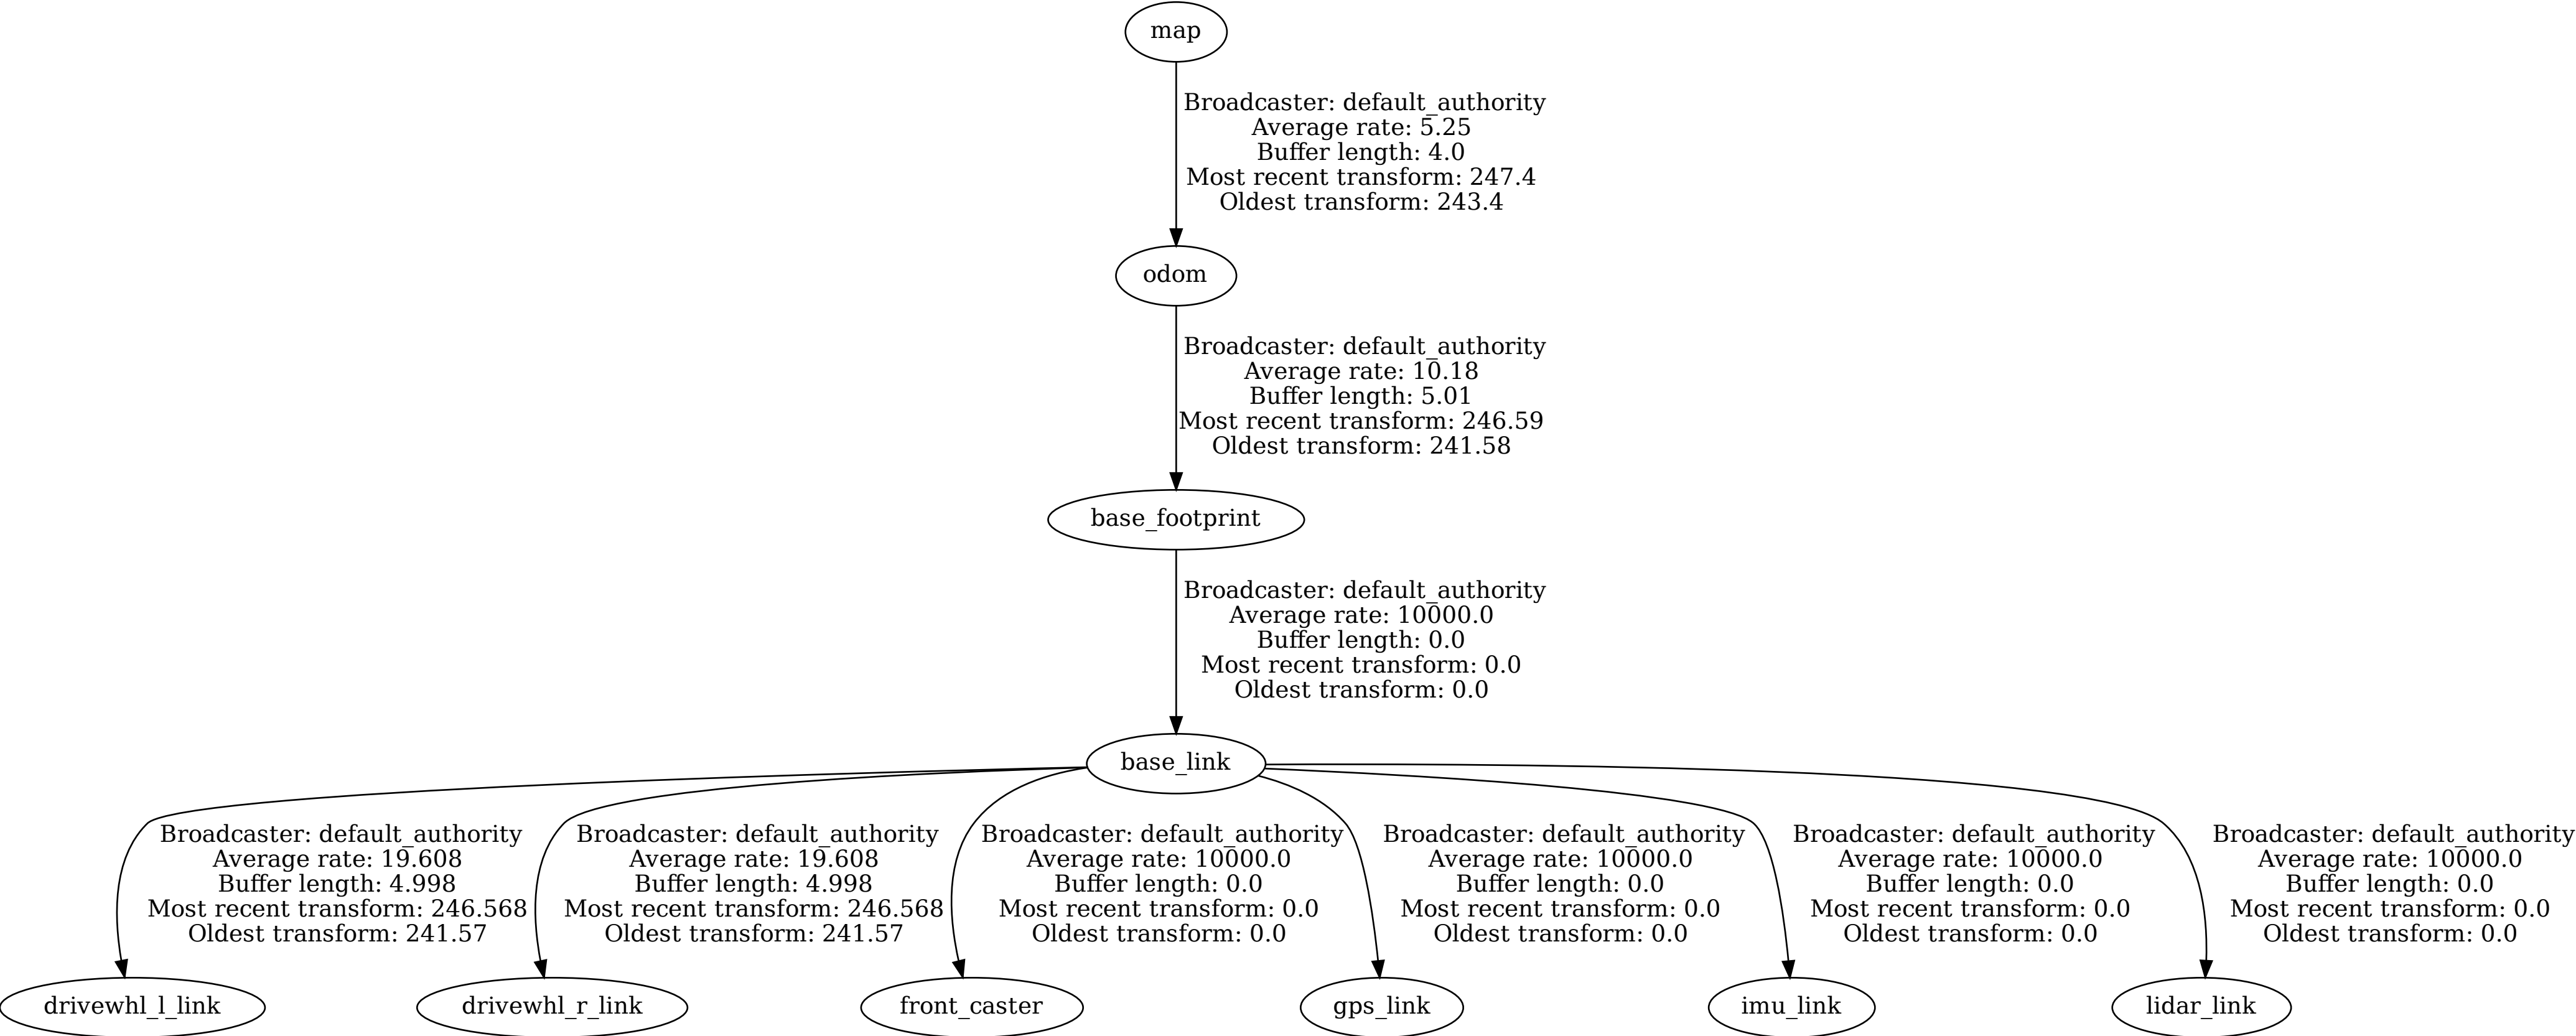 map
Broadcaster: default_authority
Average rate: 5.25
Buffer length: 4.0
Most recent transform: 247.4
Oldest transform: 243.4
odom
Broadcaster: default_authority
Average rate: 10.18
Buffer length: 5.01
Most recent transform: 246.59
Oldest transform: 241.58
base_footprint
Broadcaster: default_authority
Average rate: 10000.0
Buffer length: 0.0
Most recent transform: 0.0
Oldest transform: 0.0
base_link
Broadcaster: default_authority
Average rate: 19.608
Buffer length: 4.998
Most recent transform: 246.568
Oldest transform: 241.57
Broadcaster: default_authority
Average rate: 19.608
Buffer length: 4.998
Most recent transform: 246.568
Oldest transform: 241.57
Broadcaster: default_authority
Average rate: 10000.0
Buffer length: 0.0
Most recent transform: 0.0
Oldest transform: 0.0
Broadcaster: default_authority
Average rate: 10000.0
Buffer length: 0.0
Most recent transform: 0.0
Oldest transform: 0.0
Broadcaster: default_authority
Average rate: 10000.0
Buffer length: 0.0
Most recent transform: 0.0
Oldest transform: 0.0
Broadcaster: default_authority
Average rate: 10000.0
Buffer length: 0.0
Most recent transform: 0.0
Oldest transform: 0.0
drivewhl_l_link
drivewhl_r_link
front_caster
gps_link
imu_link
lidar_link